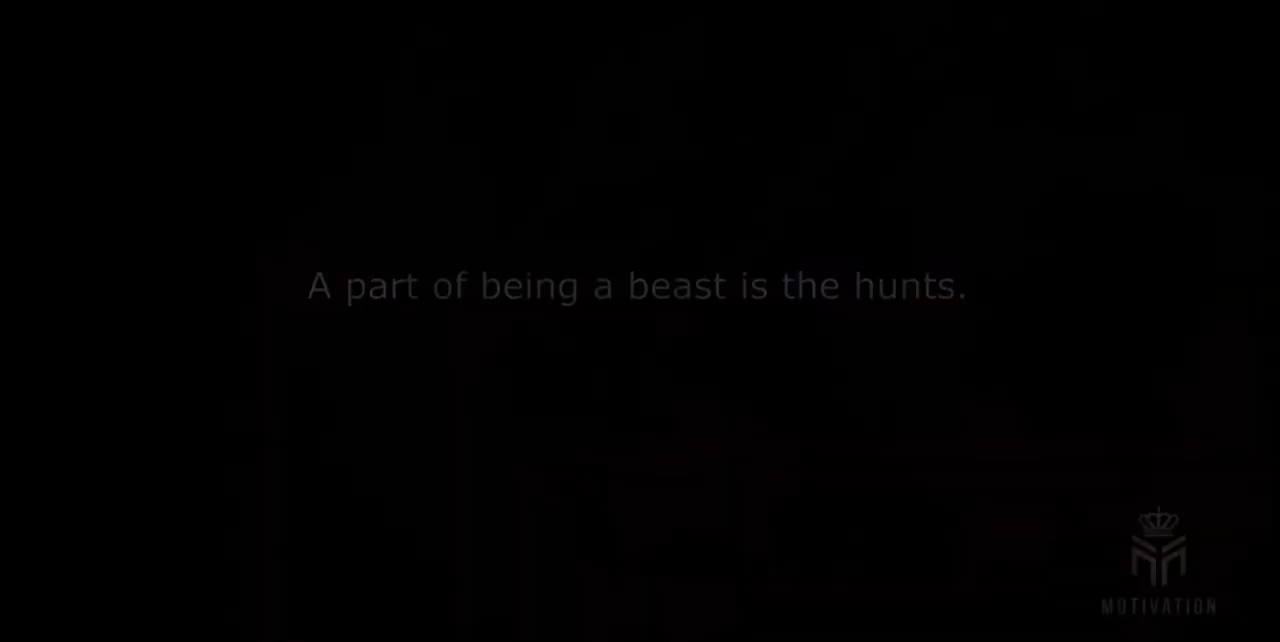 A part of being a beast is the hunts.
MOTIVATION